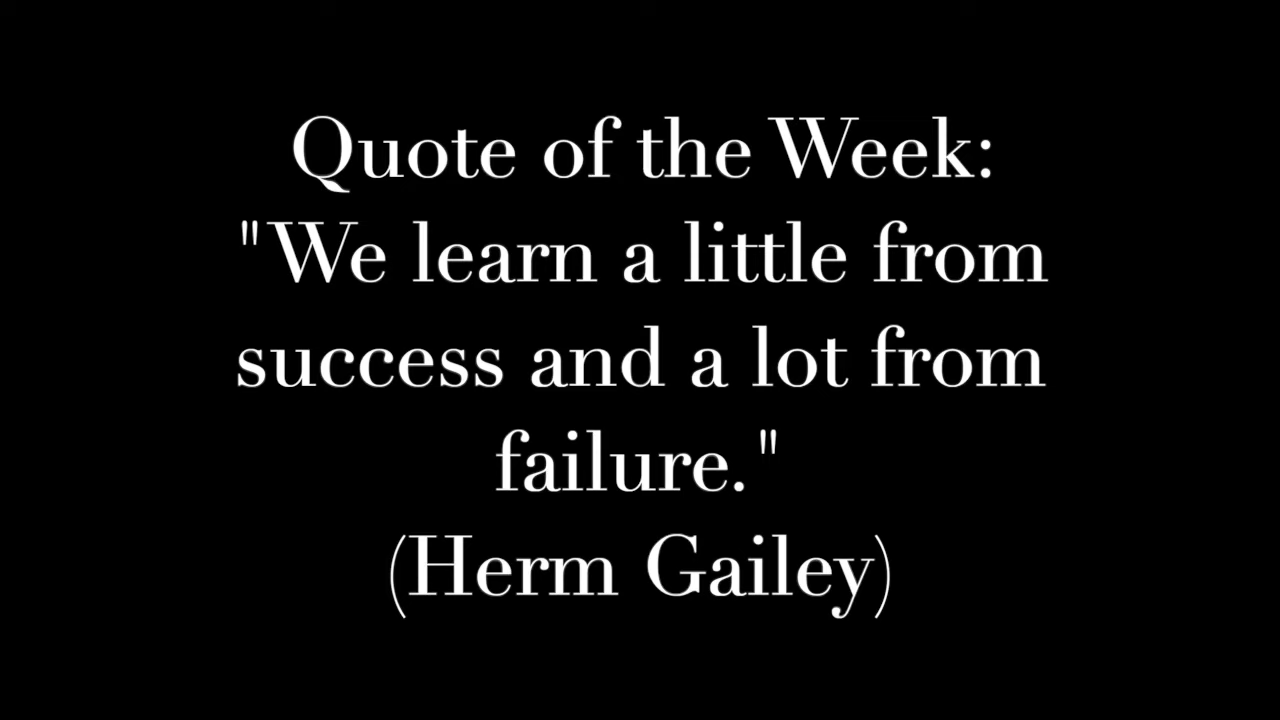 Quote of the Week:
"We learn a little from
success and a lot from
failure."
(Herm Gailey)